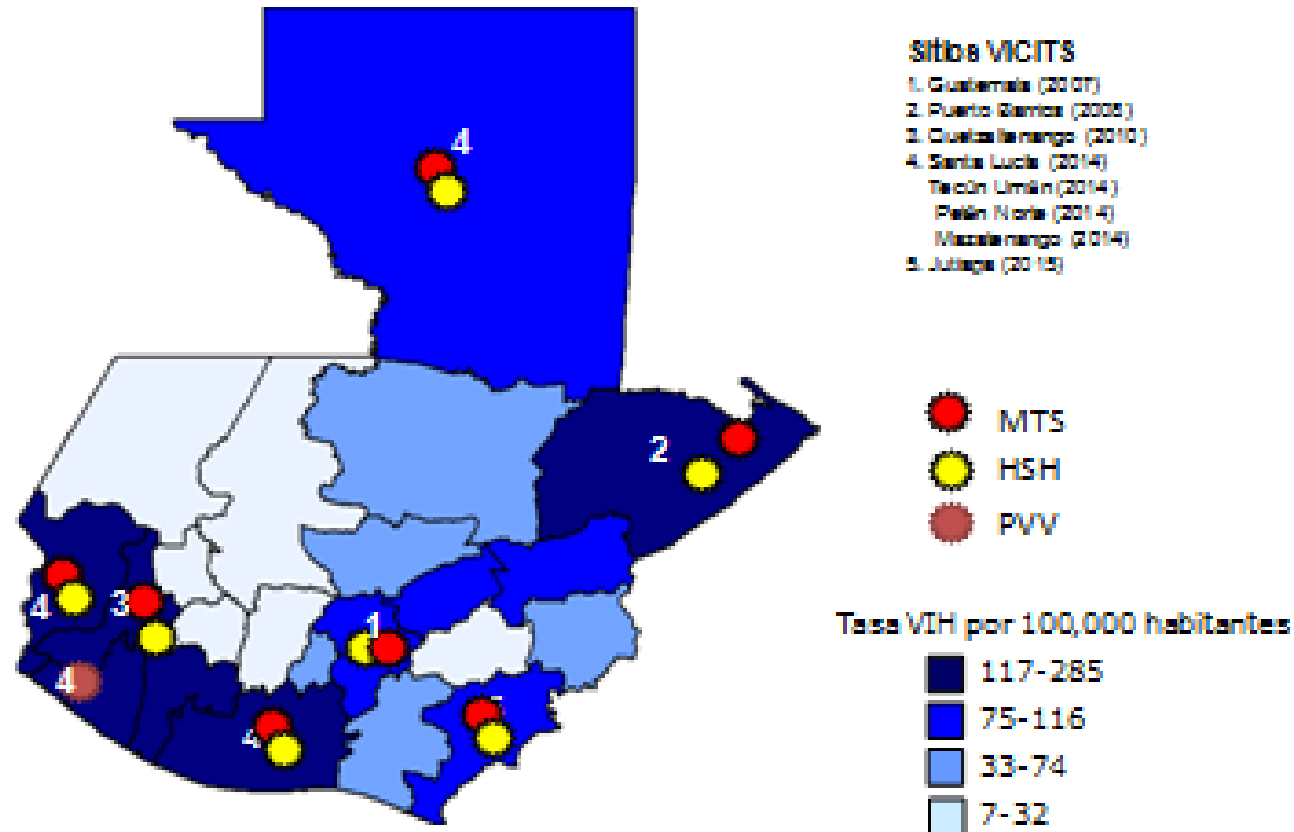 Sitios VICITS
1. Guatemala (2007)
2. Puerto Barrios
3. Quetzaltenango (2010)
4. Santa Lucía (2014)
Tecún Umán (2014)
Petén Norte (2014)
Mazatenango (2014)
5. Jutiapa (2015)
4
2
MTS
HSH
PVV
4
3
1
4
4
Tasa VIH por 100,000 habitantes
117-285
75-116
33-74
7-32